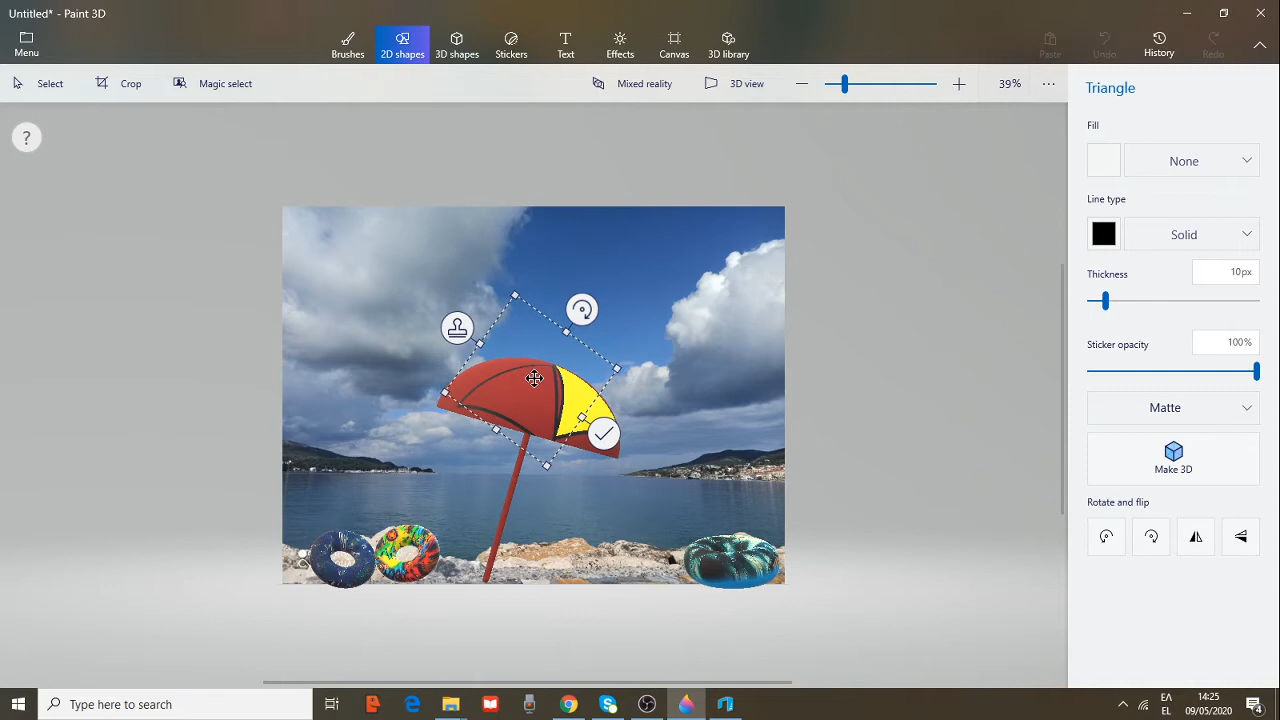 Untitled* - Paint 3D
Menu
Brushes
2D shapes
3D shapes
Stickers
Text
Effects
Canvas
3D library
Paste
Undo
History
Redo
Select
Crop
Magic select
Mixed reality
3D view
39%
?
Triangle
Fill
None
Line type
Solid
Thickness
10px
Sticker opacity
100%
Matte
Make 3D
Rotate and flip
Type here to search
ΕΛ
EL
14:25
09/05/2020
4